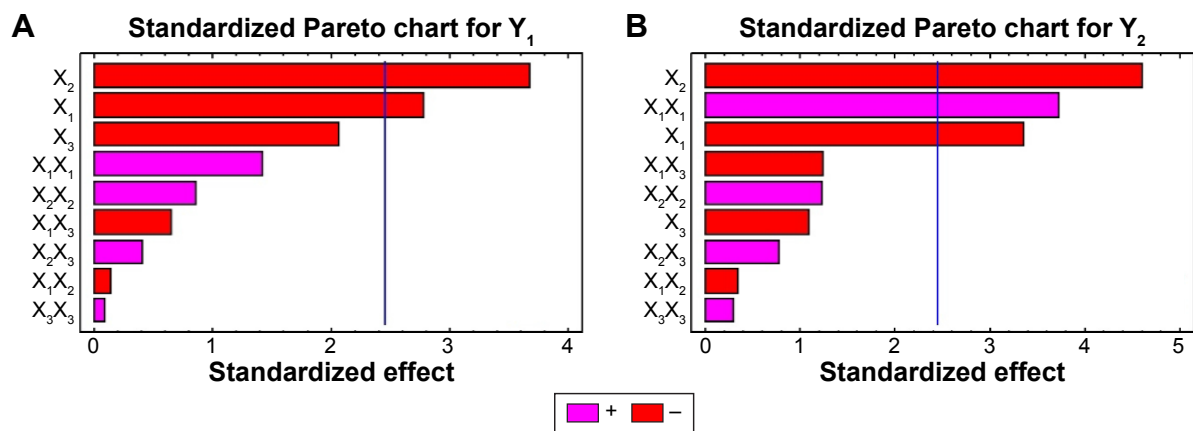 A Standardized Pareto chart for Y₁
X₂
X₁
X₃
X₁X₁
X₂X₂
X₁X₃
X₂X₃
X₁X₂
X₃X₃
0 1 2 3 4
Standardized effect
B Standardized Pareto chart for Y₂
X₂
X₁X₁
X₁
X₁X₃
X₂X₂
X₃
X₂X₃
X₁X₂
X₃X₃
0 1 2 3 4 5
Standardized effect
+ –